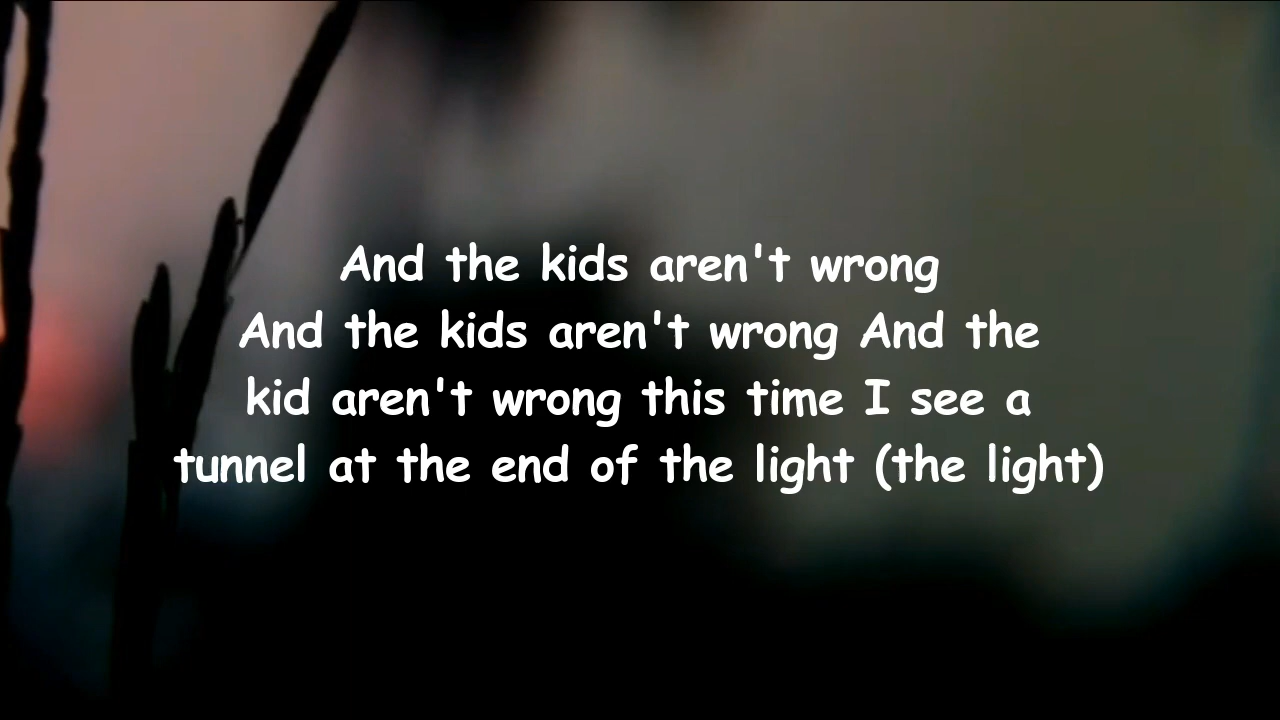 And the kids aren't wrong
And the kids aren't wrong And the
kid aren't wrong this time I see a
tunnel at the end of the light (the light)